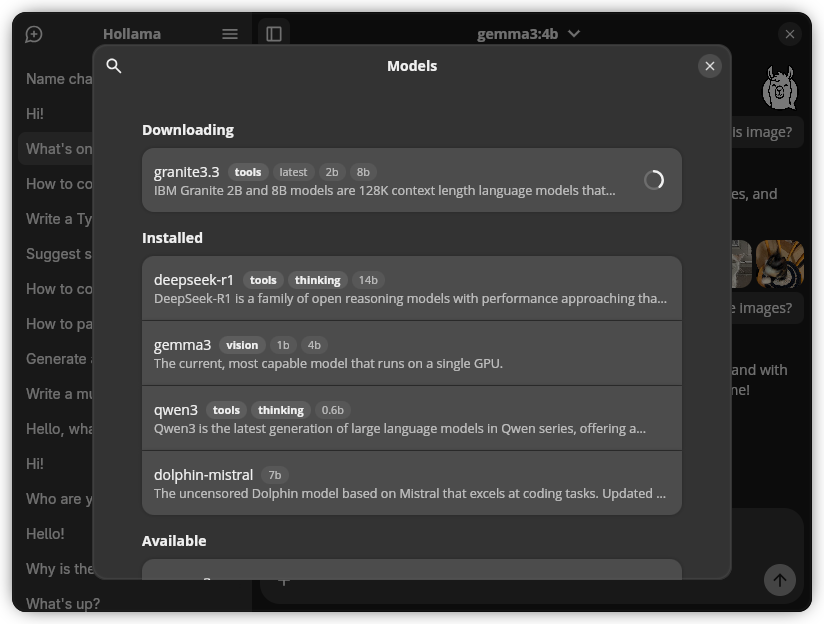 Hollama
gemma3:4b
Name cha
Hi!
What's on
How to co
Write a Ty
Suggest s
How to co
How to pa
Generate
Write a mu
Hello, wha
Hi!
Who are y
Hello!
Why is the
What's up?
is image?
es, and
e images?
and with
me!
Models
Downloading
granite3.3 tools latest 2b 8b
IBM Granite 2B and 8B models are 128K context length language models that...
Installed
deepseek-r1 tools thinking 14b
DeepSeek-R1 is a family of open reasoning models with performance approaching tha...
gemma3 vision 1b 4b
The current, most capable model that runs on a single GPU.
qwen3 tools thinking 0.6b
Qwen3 is the latest generation of large language models in Qwen series, offering a...
dolphin-mistral 7b
The uncensored Dolphin model based on Mistral that excels at coding tasks. Updated ...
Available